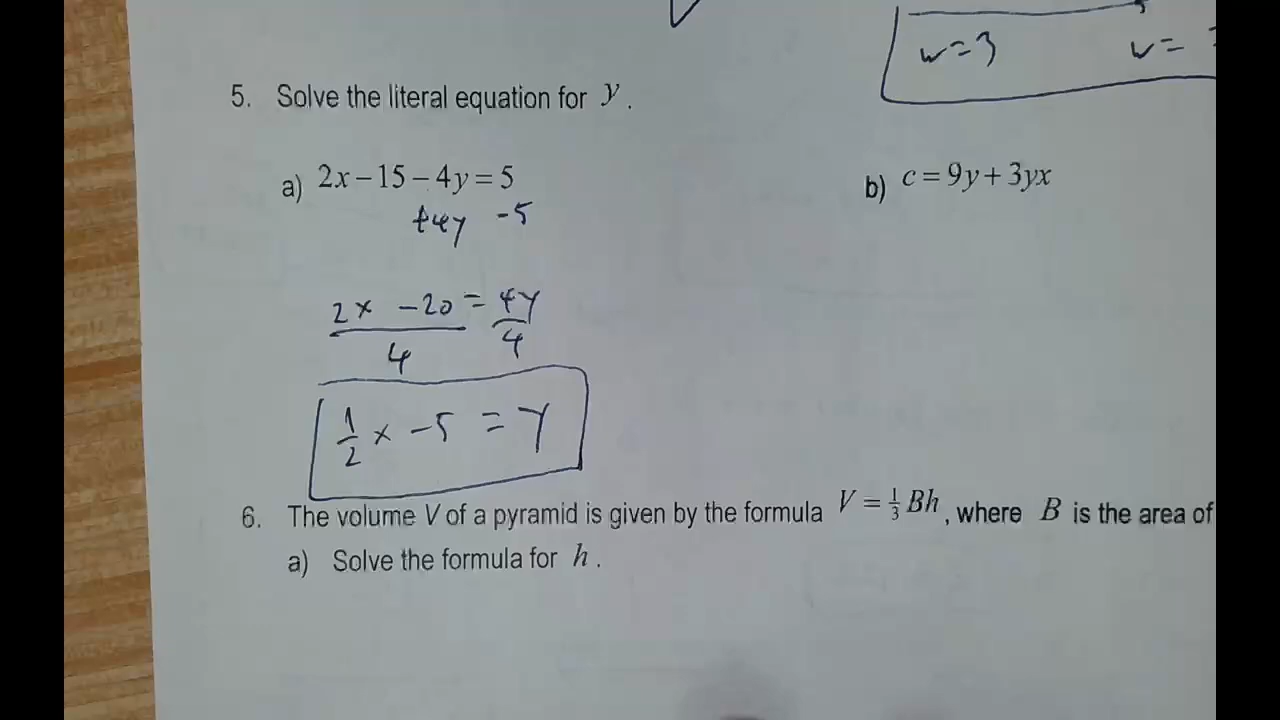 w=3
5. Solve the literal equation for y.
a) 2x−15−4y=5
b) c=9y+3yx
+4y −5
2x −20 = 4y
4 4
1/2 x −5 = y
6. The volume V of a pyramid is given by the formula V = 1/3 Bh, where B is the area of
a) Solve the formula for h.